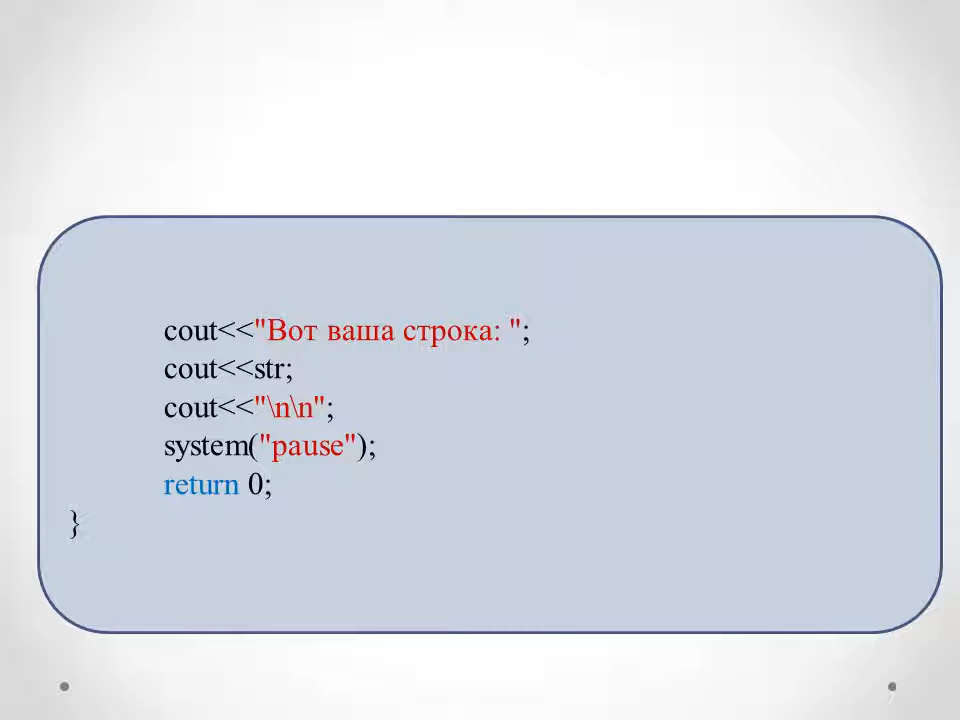 cout<<"Вот ваша строка: ";
cout<<str;
cout<<"\n\n";
system("pause");
return 0;
}